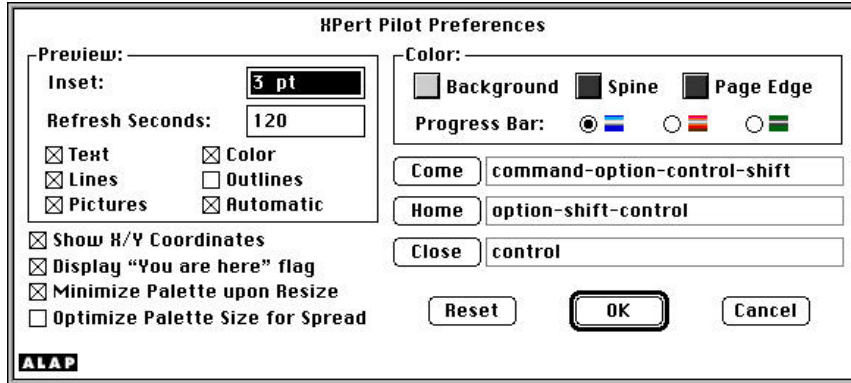 XPert Pilot Preferences
Preview:
Inset:
3 pt
Refresh Seconds:
120
Text
Color
Lines
Outlines
Pictures
Automatic
Show X/Y Coordinates
Display “You are here” flag
Minimize Palette upon Resize
Optimize Palette Size for Spread
ALAP
Color:
Background
Spine
Page Edge
Progress Bar:
Come
command-option-control-shift
Home
option-shift-control
Close
control
Reset
OK
Cancel